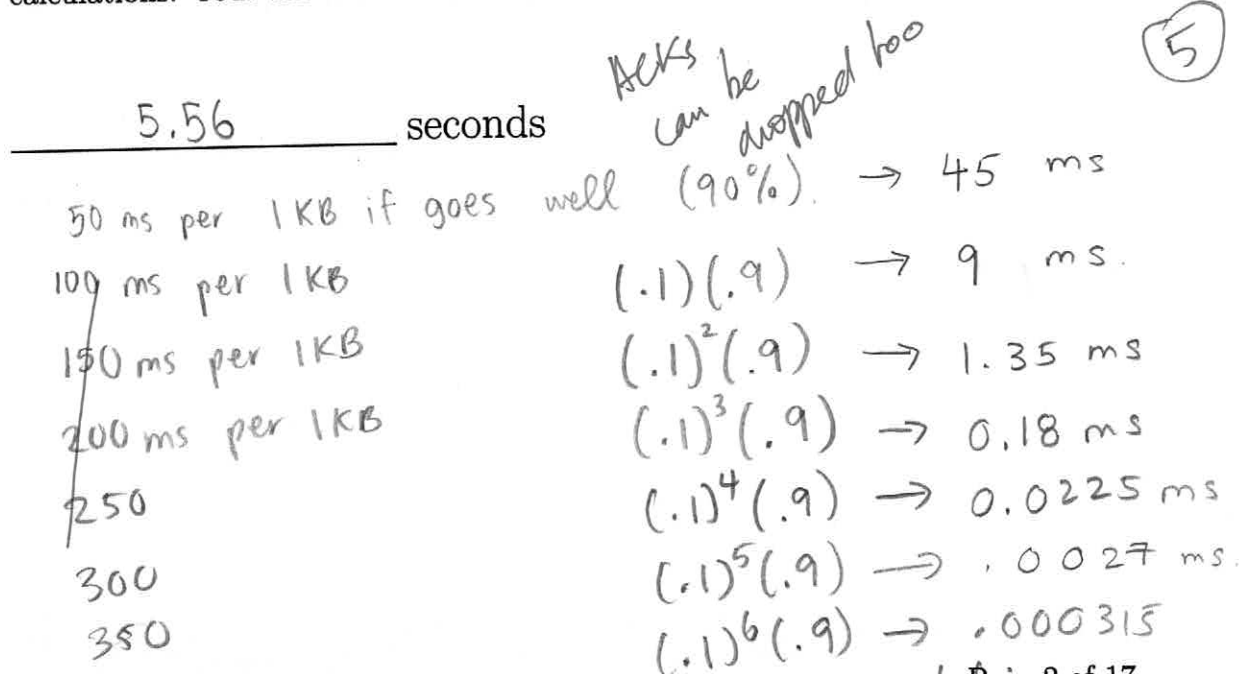 calculations.
ACKs can be dropped too
5
5.56 seconds
50 ms per 1KB if goes well (90%). → 45 ms
100 ms per 1KB (.1)(.9) → 9 ms.
150 ms per 1KB (.1)²(.9) → 1.35 ms
200 ms per 1KB (.1)³(.9) → 0.18 ms
250 (.1)⁴(.9) → 0.0225 ms
300 (.1)⁵(.9) → .0027 ms.
350 (.1)⁶(.9) → .000315
2 of 17